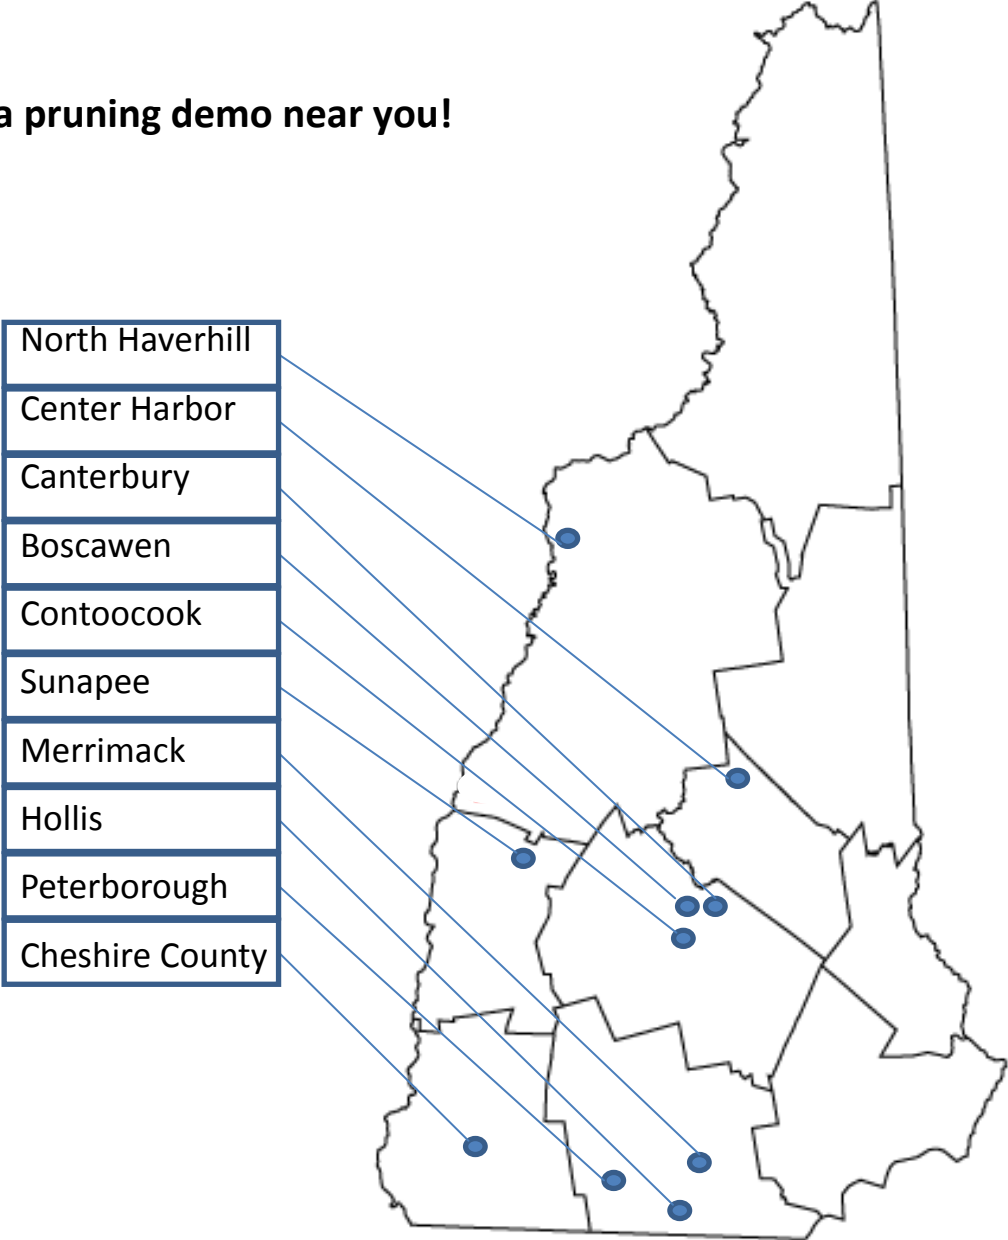 a pruning demo near you!
North Haverhill
Center Harbor
Canterbury
Boscawen
Contoocook
Sunapee
Merrimack
Hollis
Peterborough
Cheshire County